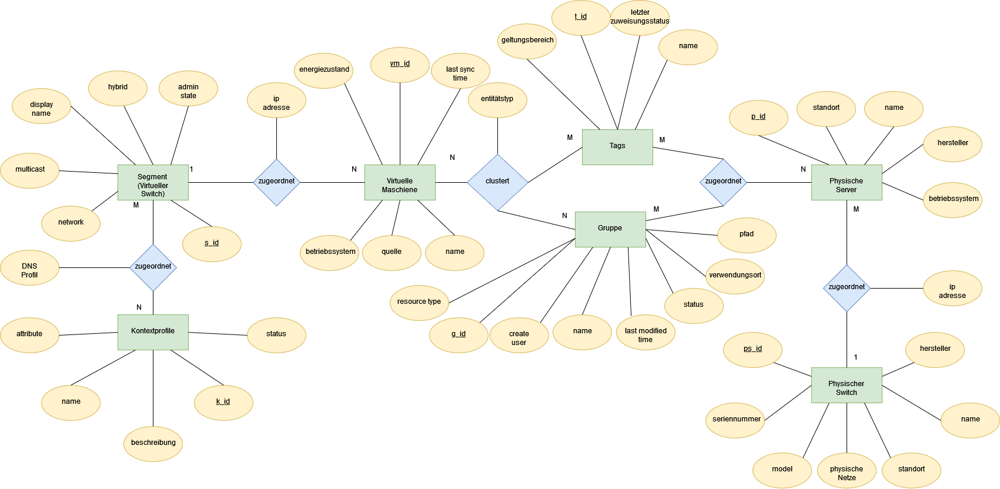 t_id
letzter
zuweisungsstatus
geltungsbereich
name
energiezustand
vm_id
last sync
time
hybrid
admin
state
display
name
ip
adresse
entitätstyp
p_id
standort
name
hersteller
multicast
Segment
(Virtueller
Switch)
1
zugeordnet
N
Virtuelle
Maschiene
N
clustert
M
Tags
M
zugeordnet
N
Physische
Server
betriebssystem
network
M
s_id
betriebssystem
quelle
name
N
Gruppe
M
M
pfad
DNS
Profil
zugeordnet
verwendungsort
zugeordnet
ip
adresse
resource type
status
N
attribute
Kontextprofile
status
g_id
create
user
name
last modified
time
ps_id
1
hersteller
Physischer
Switch
name
k_id
seriennummer
name
beschreibung
model
physische
Netze
standort